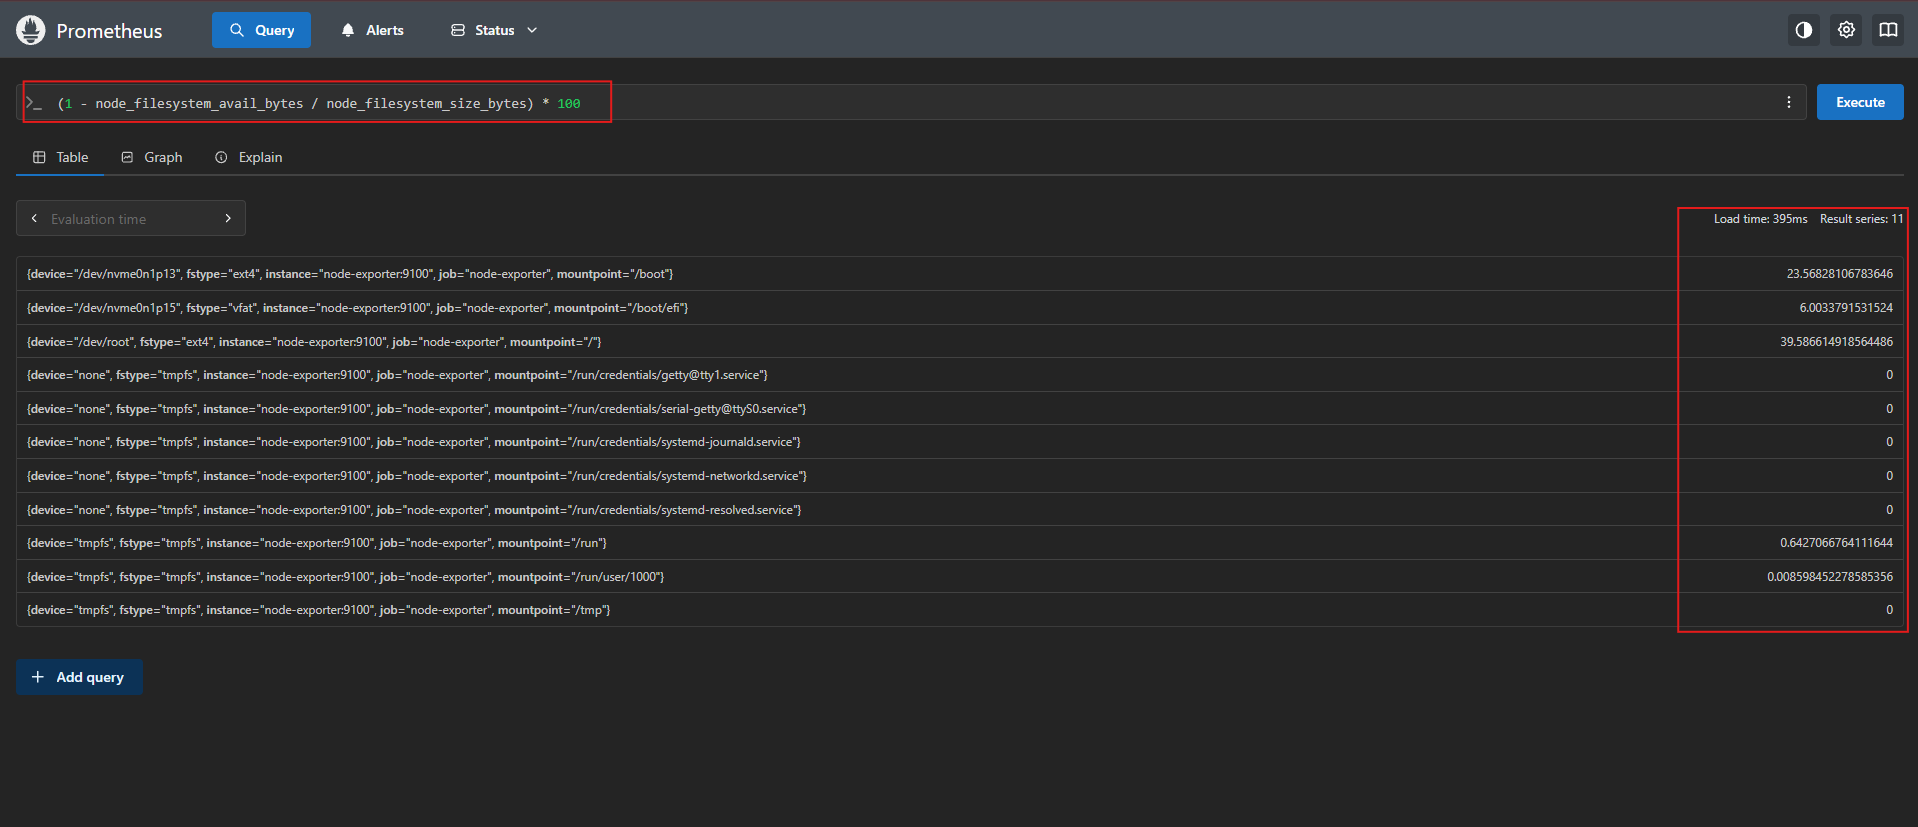 Prometheus Query Alerts Status
>_ (1 - node_filesystem_avail_bytes / node_filesystem_size_bytes) * 100 Execute
Table Graph Explain
Evaluation time Load time: 395ms Result series: 11
{device="/dev/nvme0n1p13", fstype="ext4", instance="node-exporter:9100", job="node-exporter", mountpoint="/boot"} 23.56828106783646
{device="/dev/nvme0n1p15", fstype="vfat", instance="node-exporter:9100", job="node-exporter", mountpoint="/boot/efi"} 6.0033791531524
{device="/dev/root", fstype="ext4", instance="node-exporter:9100", job="node-exporter", mountpoint="/"} 39.586614918564486
{device="none", fstype="tmpfs", instance="node-exporter:9100", job="node-exporter", mountpoint="/run/credentials/getty@tty1.service"} 0
{device="none", fstype="tmpfs", instance="node-exporter:9100", job="node-exporter", mountpoint="/run/credentials/serial-getty@ttyS0.service"} 0
{device="none", fstype="tmpfs", instance="node-exporter:9100", job="node-exporter", mountpoint="/run/credentials/systemd-journald.service"} 0
{device="none", fstype="tmpfs", instance="node-exporter:9100", job="node-exporter", mountpoint="/run/credentials/systemd-networkd.service"} 0
{device="none", fstype="tmpfs", instance="node-exporter:9100", job="node-exporter", mountpoint="/run/credentials/systemd-resolved.service"} 0
{device="tmpfs", fstype="tmpfs", instance="node-exporter:9100", job="node-exporter", mountpoint="/run"} 0.6427066764111644
{device="tmpfs", fstype="tmpfs", instance="node-exporter:9100", job="node-exporter", mountpoint="/run/user/1000"} 0.008598452278585356
{device="tmpfs", fstype="tmpfs", instance="node-exporter:9100", job="node-exporter", mountpoint="/tmp"} 0
Add query